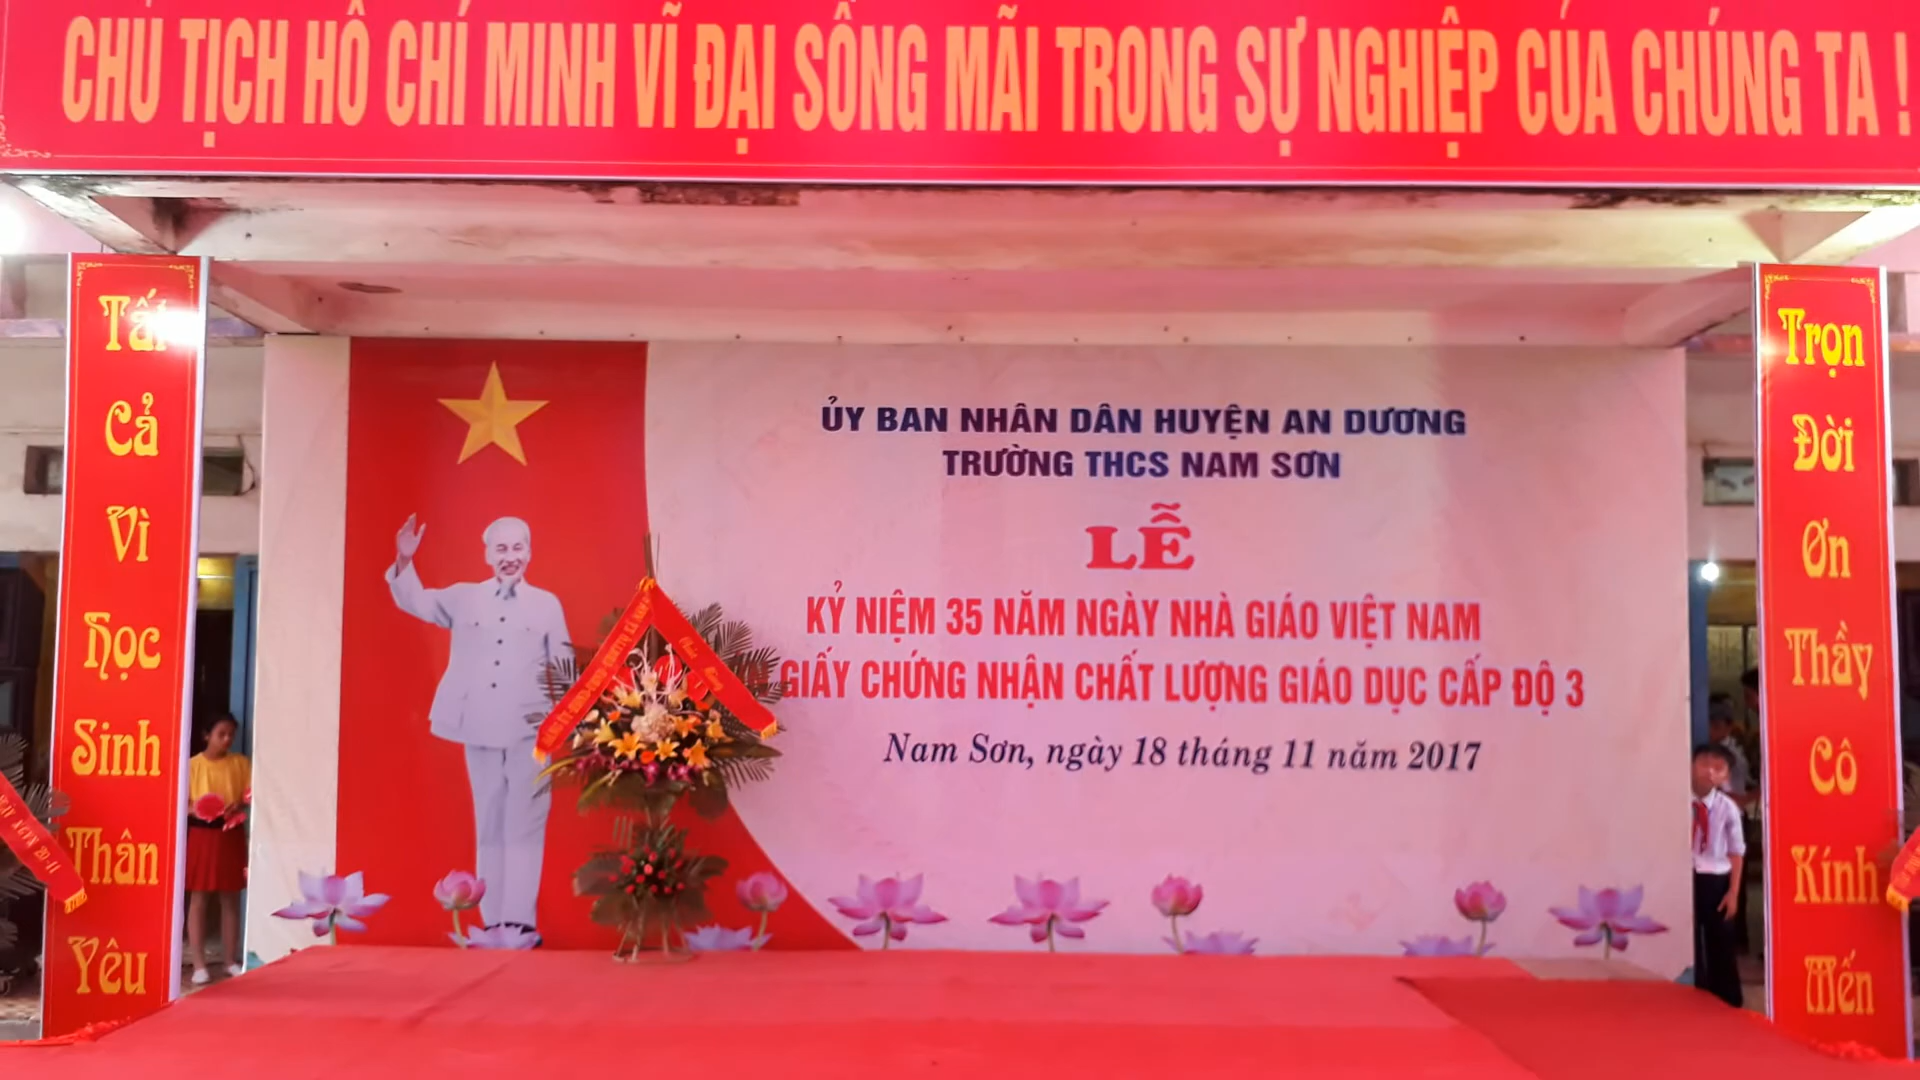 CHỦ TỊCH HỒ CHÍ MINH VĨ ĐẠI SỐNG MÃI TRONG SỰ NGHIỆP CỦA CHÚNG TA !
Tất
Cả
Vì
Học
Sinh
Thân
Yêu
ỦY BAN NHÂN DÂN HUYỆN AN DƯƠNG
TRƯỜNG THCS NAM SƠN
LỄ
KỶ NIỆM 35 NĂM NGÀY NHÀ GIÁO VIỆT NAM
GIẤY CHỨNG NHẬN CHẤT LƯỢNG GIÁO DỤC CẤP ĐỘ 3
Nam Sơn, ngày 18 tháng 11 năm 2017
Trọn
Đời
Ơn
Thầy
Cô
Kính
Mến
NGVN 20-11